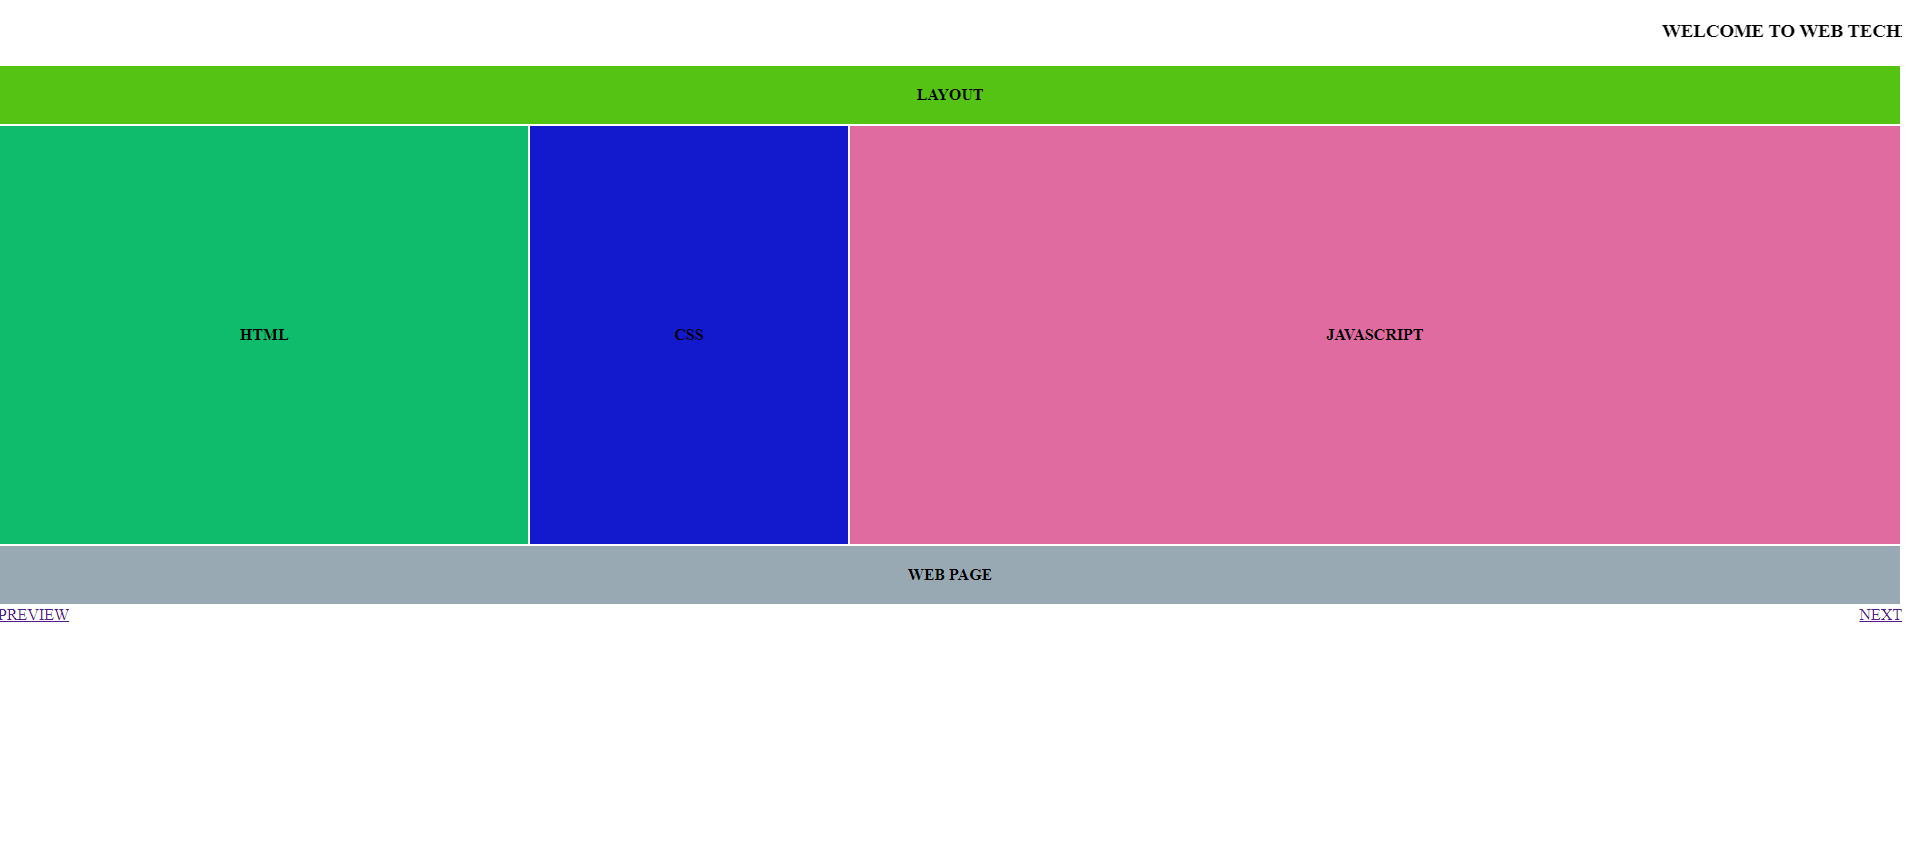 WELCOME TO WEB TECH
LAYOUT
HTML CSS JAVASCRIPT
WEB PAGE
PREVIEW NEXT